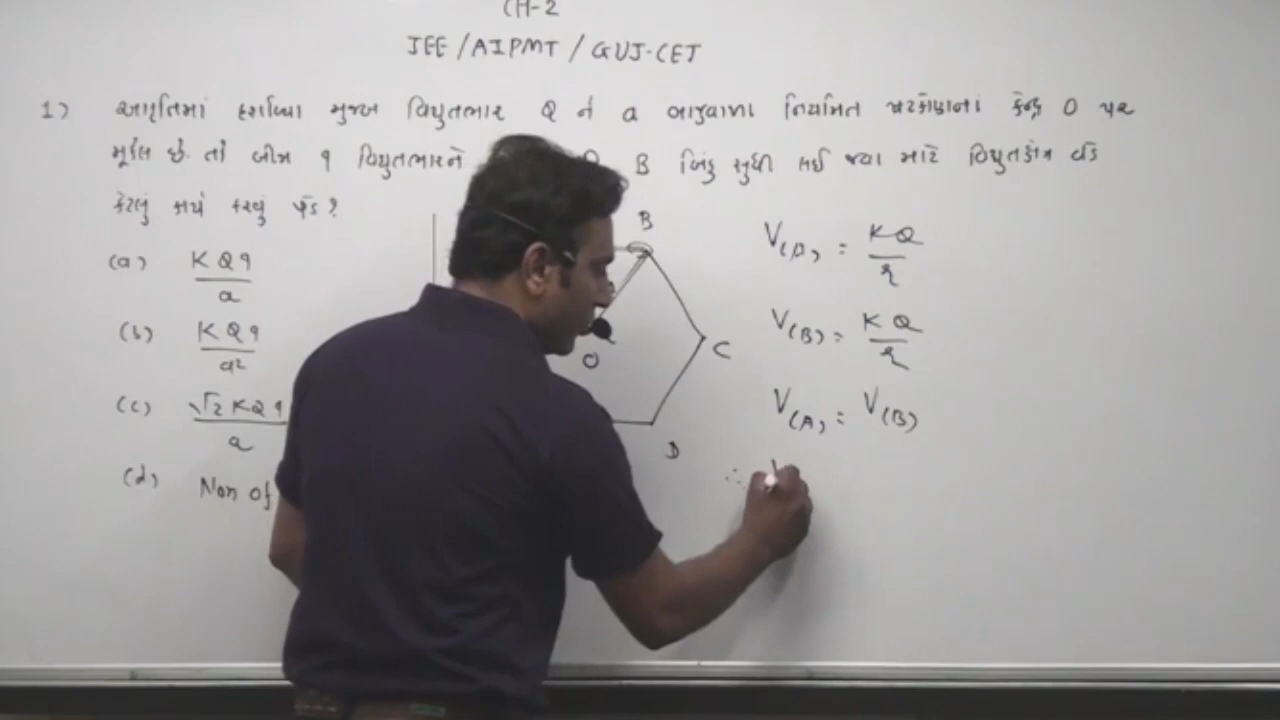 CH-2
JEE / AIPMT / GUJ-CET
1) આકૃતિમાં દર્શાવ્યા મુજબ વિદ્યુતભાર Q ને a બાજુવાળા નિયમિત ષટકોણનાં કેન્દ્ર O પર
મૂકેલ છે. તો બીજા q વિદ્યુતભારને B બિંદુ સુધી લઈ જવા માટે વિદ્યુતક્ષેત્ર વડે
કેટલું કાર્ય કરવું પડે ?
(a) KQq / a
(b) KQq / a²
(c) √2 KQq / a
(d) Non of
B
O
C
D
V(A) = KQ / r
V(B) = KQ / r
V(A) = V(B)
∴